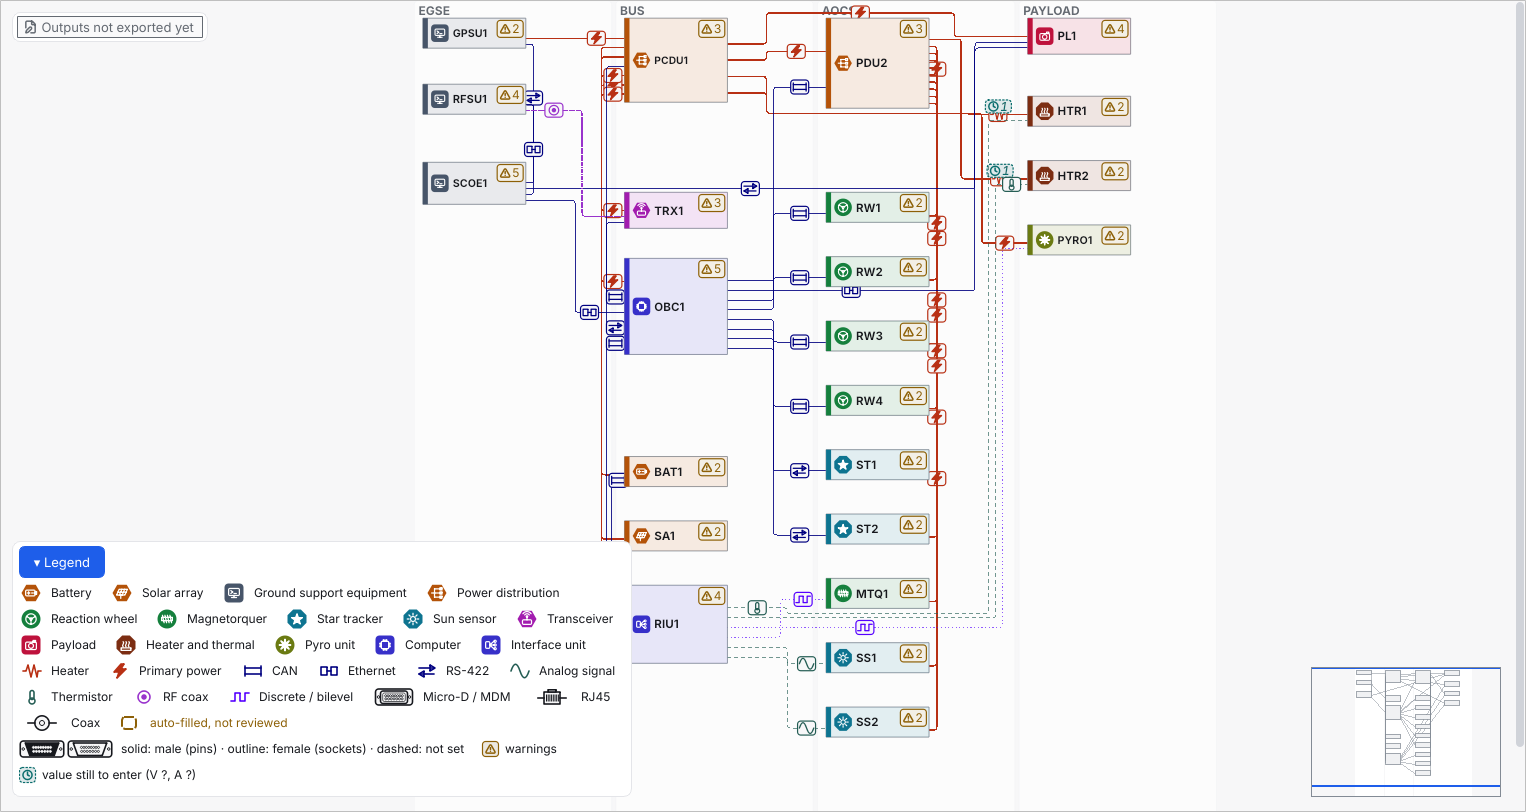 Outputs not exported yet
EGSE
BUS
PAYLOAD
GPSU1 2
RFSU1 4
SCOE1 5
PCDU1 3
TRX1 3
OBC1 5
BAT1 2
SA1 2
RIU1 4
PDU2 3
RW1 2
RW2 2
RW3 2
RW4 2
ST1 2
ST2 2
MTQ1 2
SS1 2
SS2 2
PL1 4
1
HTR1 2
1
HTR2 2
PYRO1 2
▾ Legend
Battery Solar array Ground support equipment Power distribution
Reaction wheel Magnetorquer Star tracker Sun sensor Transceiver
Payload Heater and thermal Pyro unit Computer Interface unit
Heater Primary power CAN Ethernet RS-422 Analog signal
Thermistor RF coax Discrete / bilevel Micro-D / MDM RJ45
Coax auto-filled, not reviewed
solid: male (pins) · outline: female (sockets) · dashed: not set warnings
value still to enter (V ?, A ?)